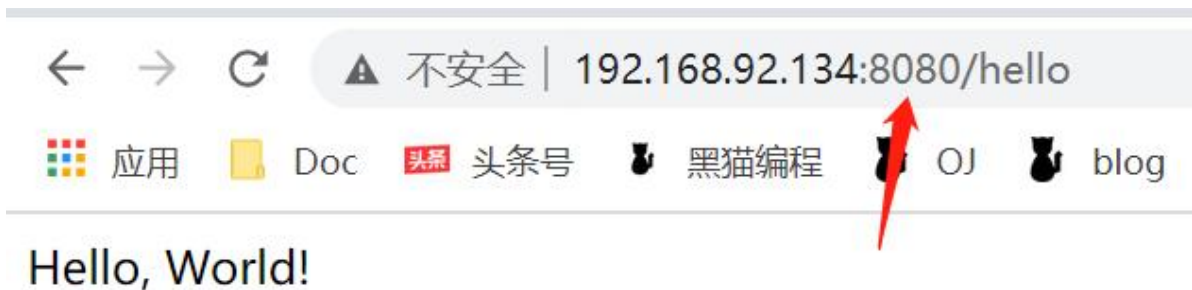 不安全 | 192.168.92.134:8080/hello
应用 Doc 头条 头条号 黑猫编程 OJ blog
Hello, World!